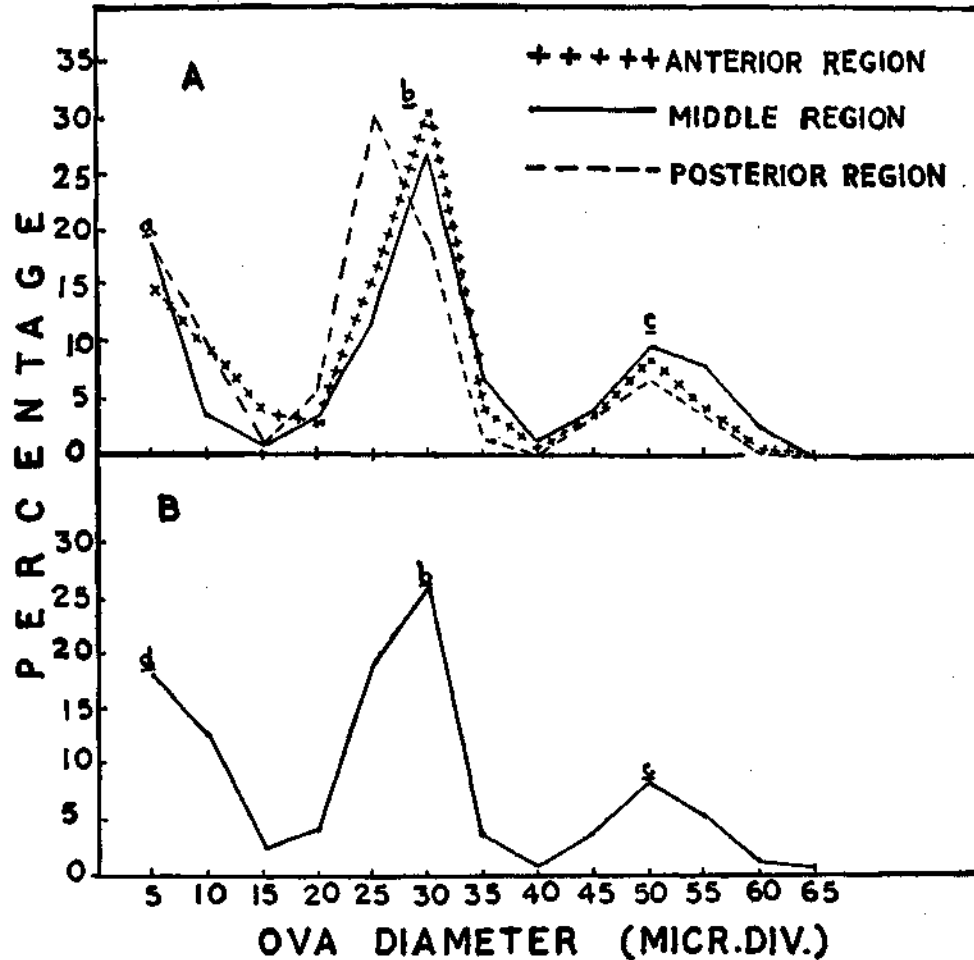 A
35
30
25
20
15
10
5
0
a
b
c
++++++ ANTERIOR REGION
MIDDLE REGION
POSTERIOR REGION
PERCENTAGE
B
30
25
20
15
10
5
0
b
c
5 10 15 20 25 30 35 40 45 50 55 60 65
OVA DIAMETER (MICR.DIV.)